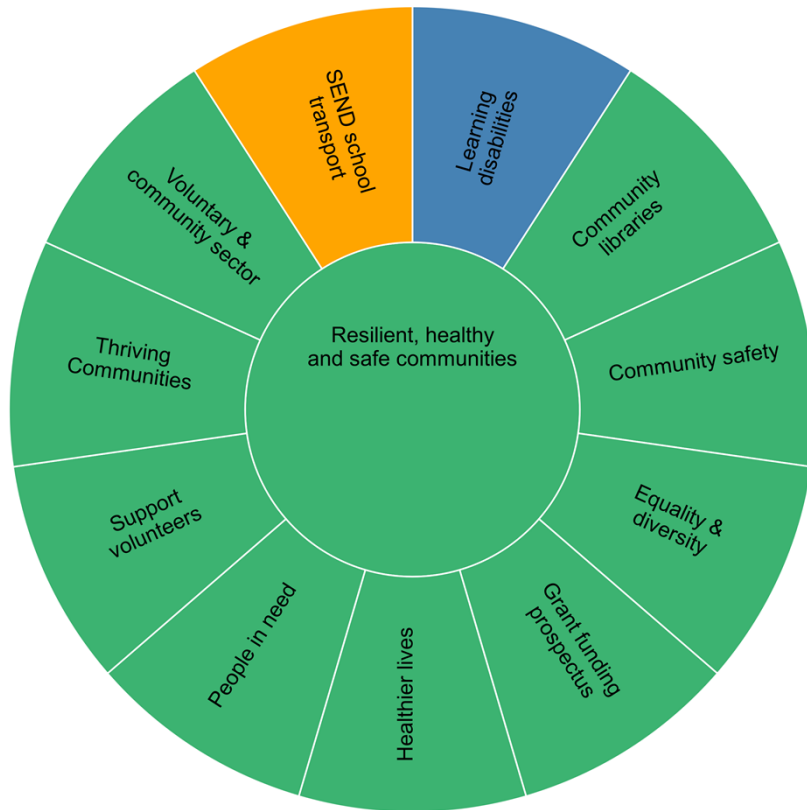 Resilient, healthy
and safe communities
Learning
disabilities
Community
libraries
Community safety
Equality &
diversity
Grant funding
prospectus
Healthier lives
People in need
Support
volunteers
Thriving
Communities
Voluntary &
community sector
SEND school
transport